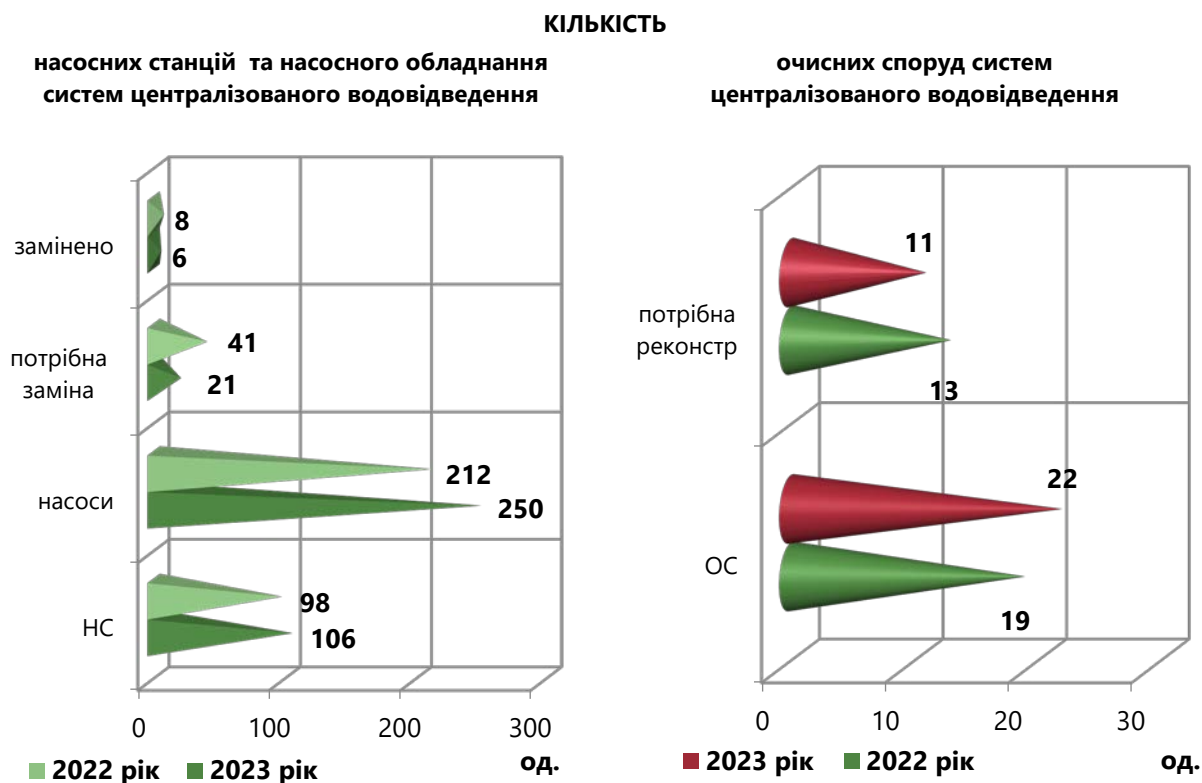 КІЛЬКІСТЬ
насосних станцій та насосного обладнання
систем централізованого водовідведення
замінено
8
6
потрібна
заміна
41
21
насоси
212
250
НС
98
106
0 100 200 300
2022 рік 2023 рік од.
очисних споруд систем
централізованого водовідведення
потрібна
реконстр
11
13
ОС
22
19
0 10 20 30
2023 рік 2022 рік од.